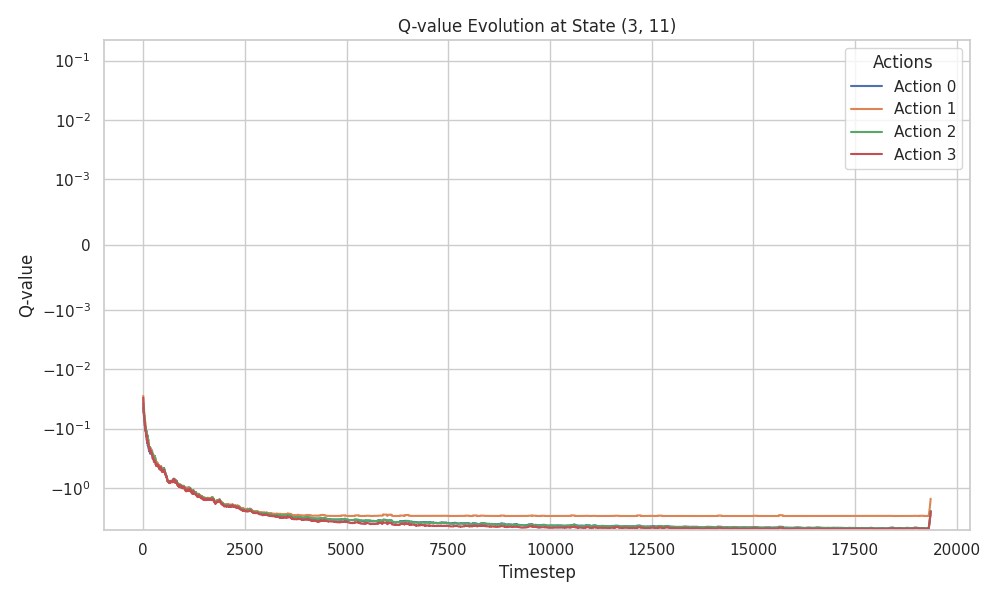 Q-value Evolution at State (3, 11)
Actions
Action 0
Action 1
Action 2
Action 3
Q-value
10⁻¹
10⁻²
10⁻³
0
−10⁻³
−10⁻²
−10⁻¹
−10⁰
0 2500 5000 7500 10000 12500 15000 17500 20000
Timestep